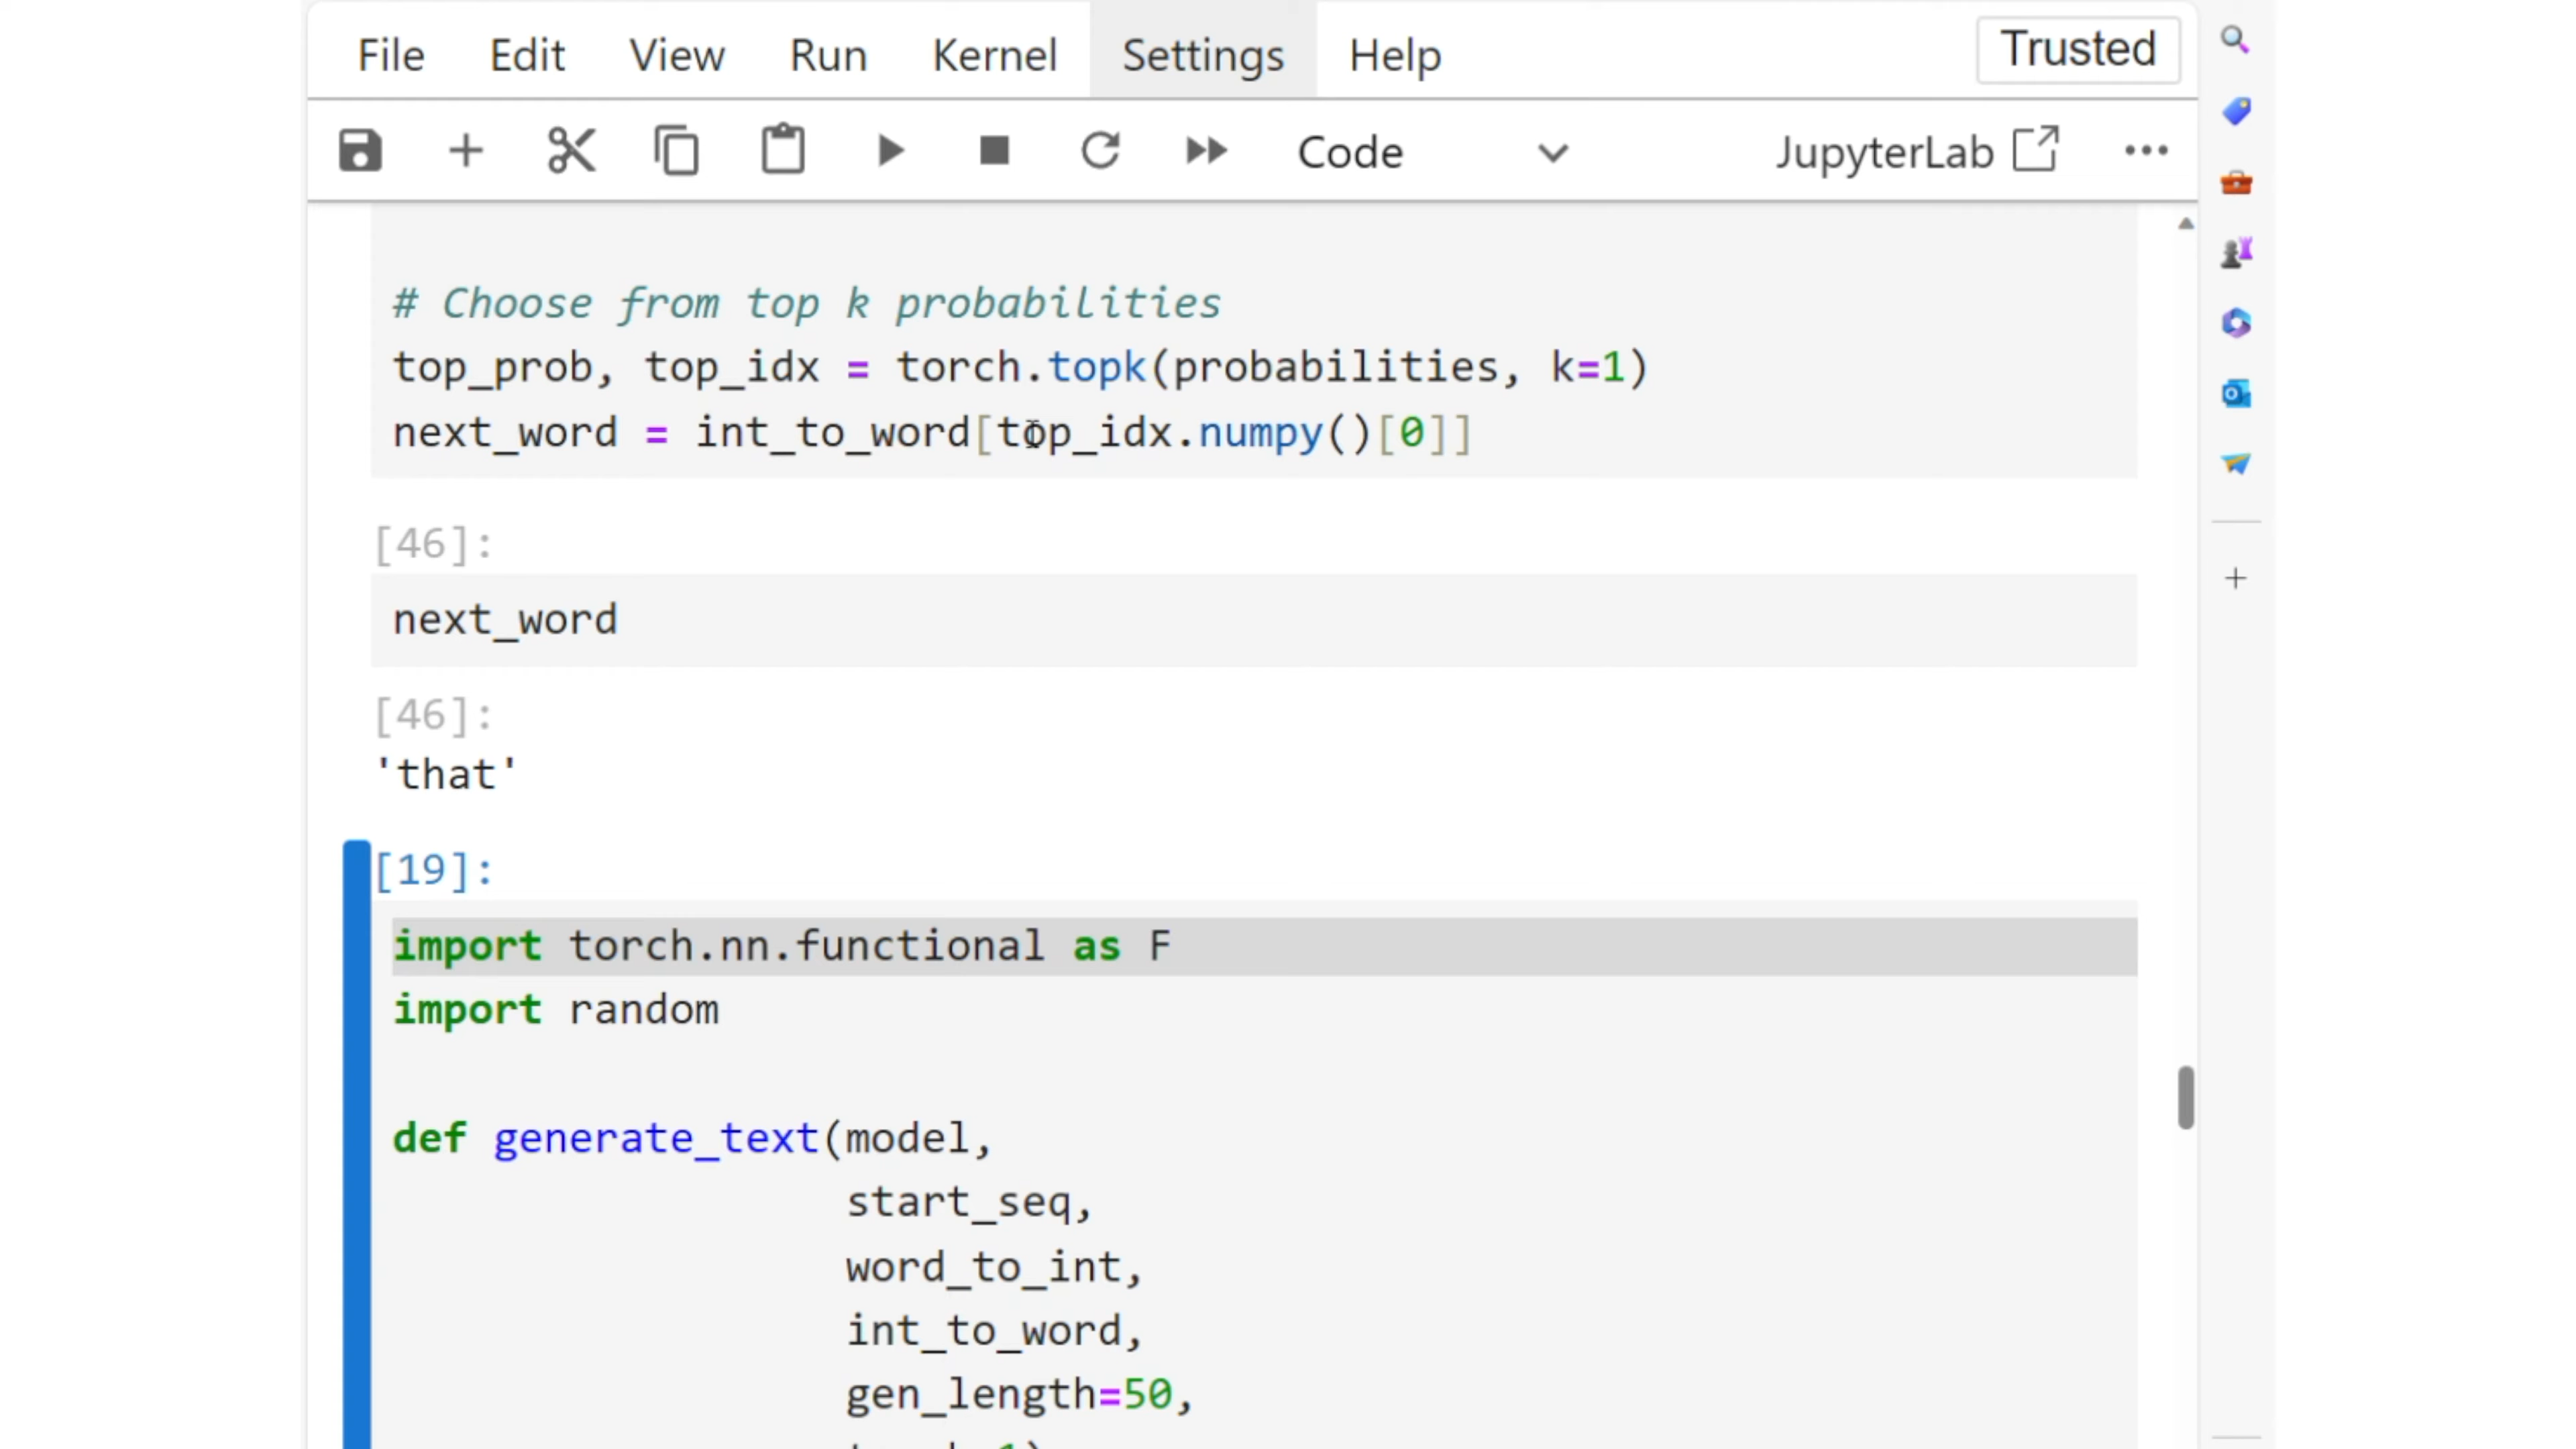 File Edit View Run Kernel Settings Help Trusted
Code JupyterLab
# Choose from top k probabilities
top_prob, top_idx = torch.topk(probabilities, k=1)
next_word = int_to_word[top_idx.numpy()[0]]
[46]:
next_word
[46]:
'that'
[19]:
import torch.nn.functional as F
import random
def generate_text(model,
start_seq,
word_to_int,
int_to_word,
gen_length=50,